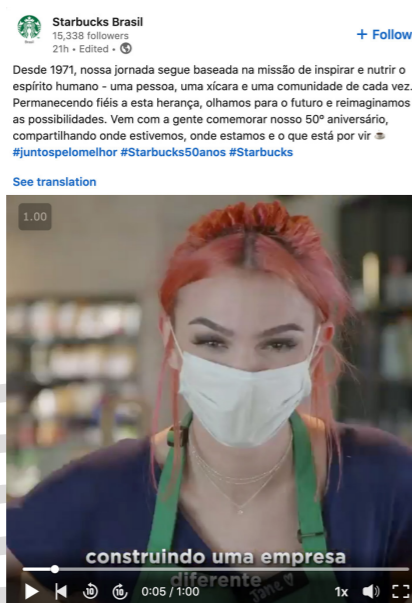 Starbucks Brasil
15,338 followers
+ Follow
21h • Edited •
Desde 1971, nossa jornada segue baseada na missão de inspirar e nutrir o
espírito humano - uma pessoa, uma xícara e uma comunidade de cada vez.
Permanecendo fiéis a esta herança, olhamos para o futuro e reimaginamos
as possibilidades. Vem com a gente comemorar nosso 50º aniversário,
compartilhando onde estivemos, onde estamos e o que está por vir ☕
#juntospelomelhor #Starbucks50anos #Starbucks
See translation
1.00
construindo uma empresa
diferente
Jane
10 10 0:05 / 1:00 1x